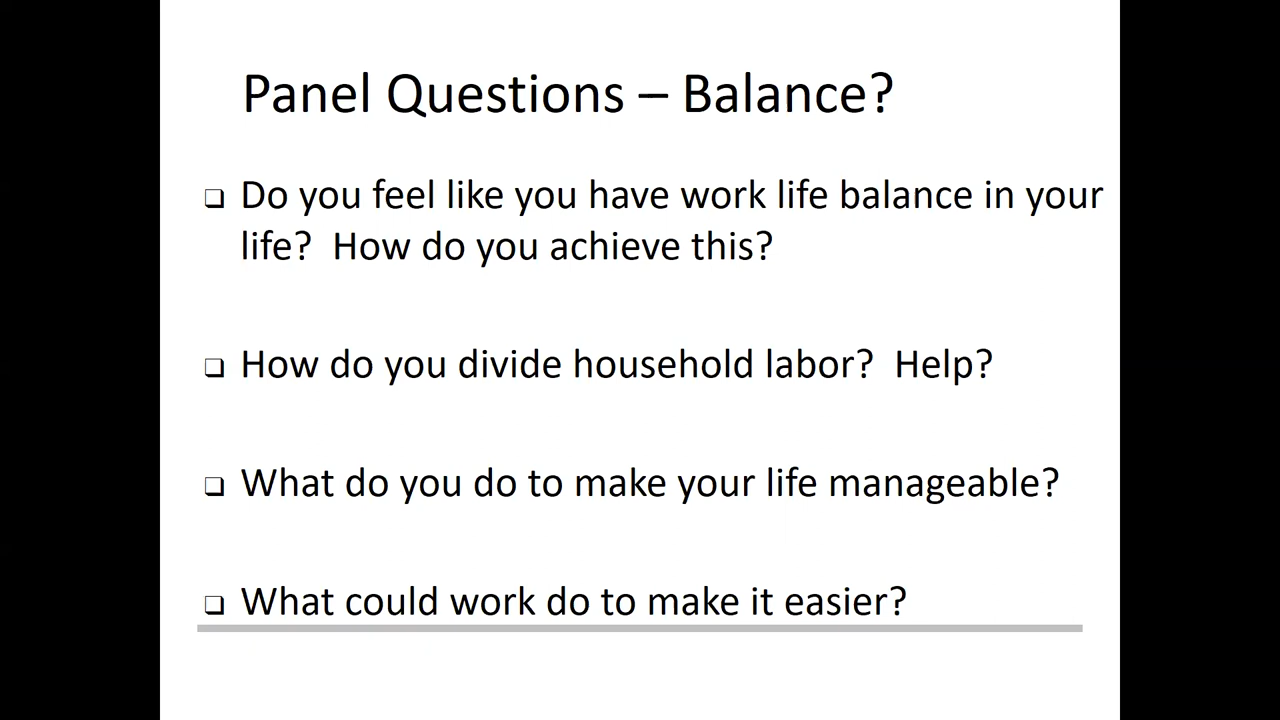 Panel Questions – Balance?
❑ Do you feel like you have work life balance in your
life?  How do you achieve this?
❑ How do you divide household labor?  Help?
❑ What do you do to make your life manageable?
❑ What could work do to make it easier?